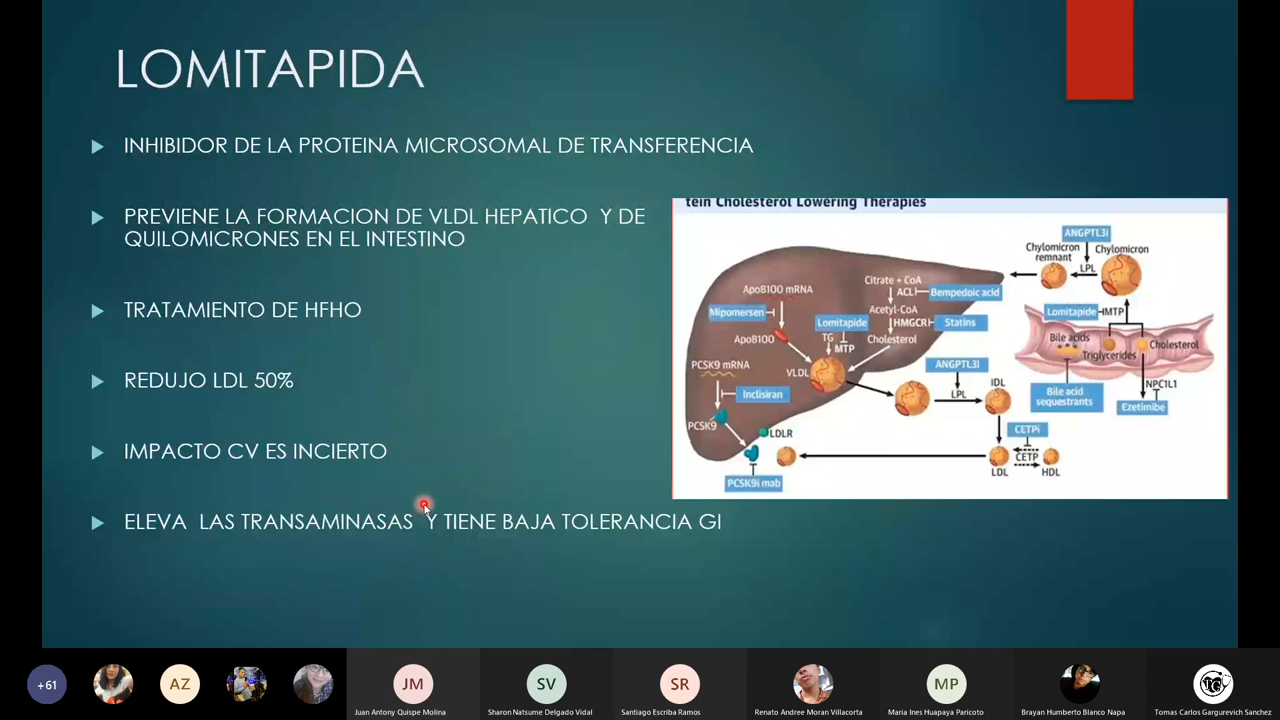 LOMITAPIDA
INHIBIDOR DE LA PROTEINA MICROSOMAL DE TRANSFERENCIA
PREVIENE LA FORMACION DE VLDL HEPATICO Y DE
QUILOMICRONES EN EL INTESTINO
TRATAMIENTO DE HFHO
REDUJO LDL 50%
IMPACTO CV ES INCIERTO
ELEVA LAS TRANSAMINASAS Y TIENE BAJA TOLERANCIA GI
tein Cholesterol Lowering Therapies
ApoB100 mRNA
Mipomersen
ApoB100
PCSK9 mRNA
Inclisiran
PCSK9
PCSK9i mab
LDLR
VLDL
Lomitapide
TG
MTP
Citrate + CoA
ACL
Bempedoic acid
Acetyl-CoA
HMGCR
Statins
Cholesterol
ANGPTL3i
LPL
IDL
CETPi
CETP
LDL
HDL
ANGPTL3i
Chylomicron
remnant
Chylomicron
LPL
Lomitapide
MTP
Bile acids
Triglycerides
Cholesterol
Bile acid
sequestrants
NPC1L1
Ezetimibe
+61
AZ
JM
Juan Antony Quispe Molina
SV
Sharon Natsume Delgado Vidal
SR
Santiago Escriba Ramos
Renato Andree Moran Villacorta
MP
Maria Ines Huapaya Paricoto
Brayan Humberto Blanco Napa
Tomas Carlos Gargurevich Sanchez